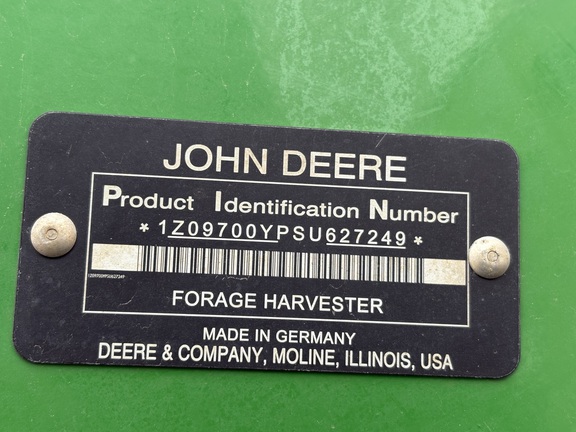 JOHN DEERE
Product Identification Number
*1Z09700YPSU627249*
FORAGE HARVESTER
MADE IN GERMANY
DEERE & COMPANY, MOLINE, ILLINOIS, USA